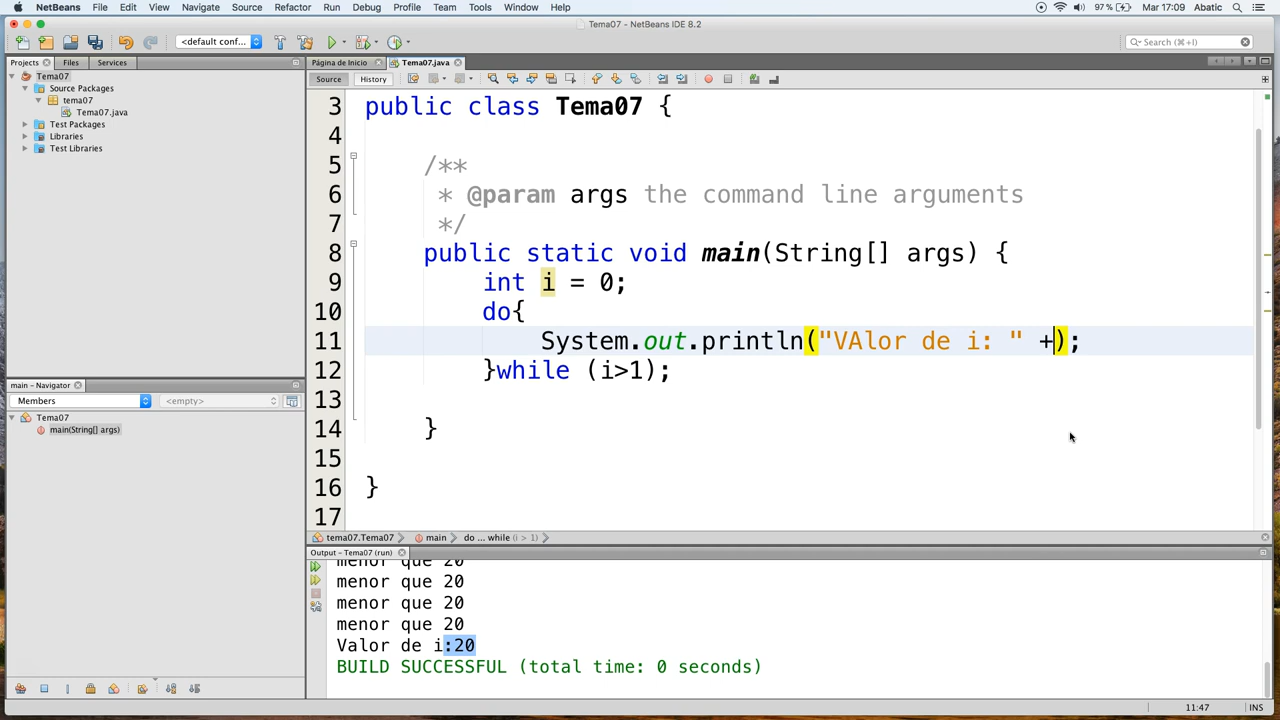 NetBeans File Edit View Navigate Source Refactor Run Debug Profile Team Tools Window Help 97% Mar 17:09 Abatic
Tema07 - NetBeans IDE 8.2
<default conf... Search (⌘+I)
Projects Files Services
Página de Inicio Tema07.java
Source History
Tema07
Source Packages
tema07
Tema07.java
Test Packages
Libraries
Test Libraries
3 public class Tema07 {
4
5 /**
6 * @param args the command line arguments
7 */
8 public static void main(String[] args) {
9 int i = 0;
10 do{
11 System.out.println("VAlor de i: " +);
12 }while (i>1);
13
14 }
15
16 }
17
main - Navigator
Members <empty>
Tema07
main(String[] args)
tema07.Tema07 main do ... while (i > 1)
Output - Tema07 (run)
menor que 20
menor que 20
menor que 20
menor que 20
Valor de i:20
BUILD SUCCESSFUL (total time: 0 seconds)
11:47 INS